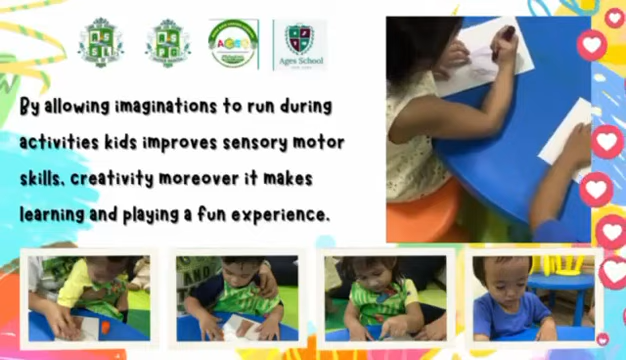 Ages School
By allowing imaginations to run during
activities kids improves sensory motor
skills, creativity moreover it makes
learning and playing a fun experience.